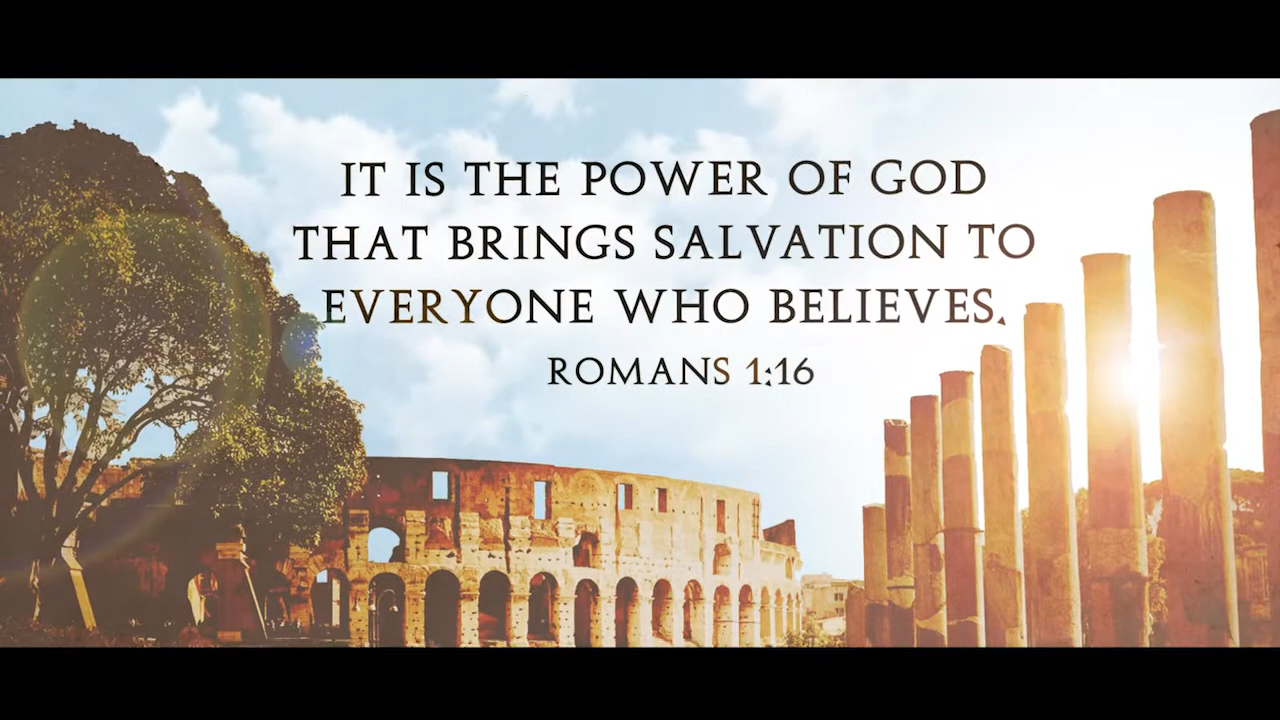 IT IS THE POWER OF GOD
THAT BRINGS SALVATION TO
EVERYONE WHO BELIEVES.
ROMANS 1:16